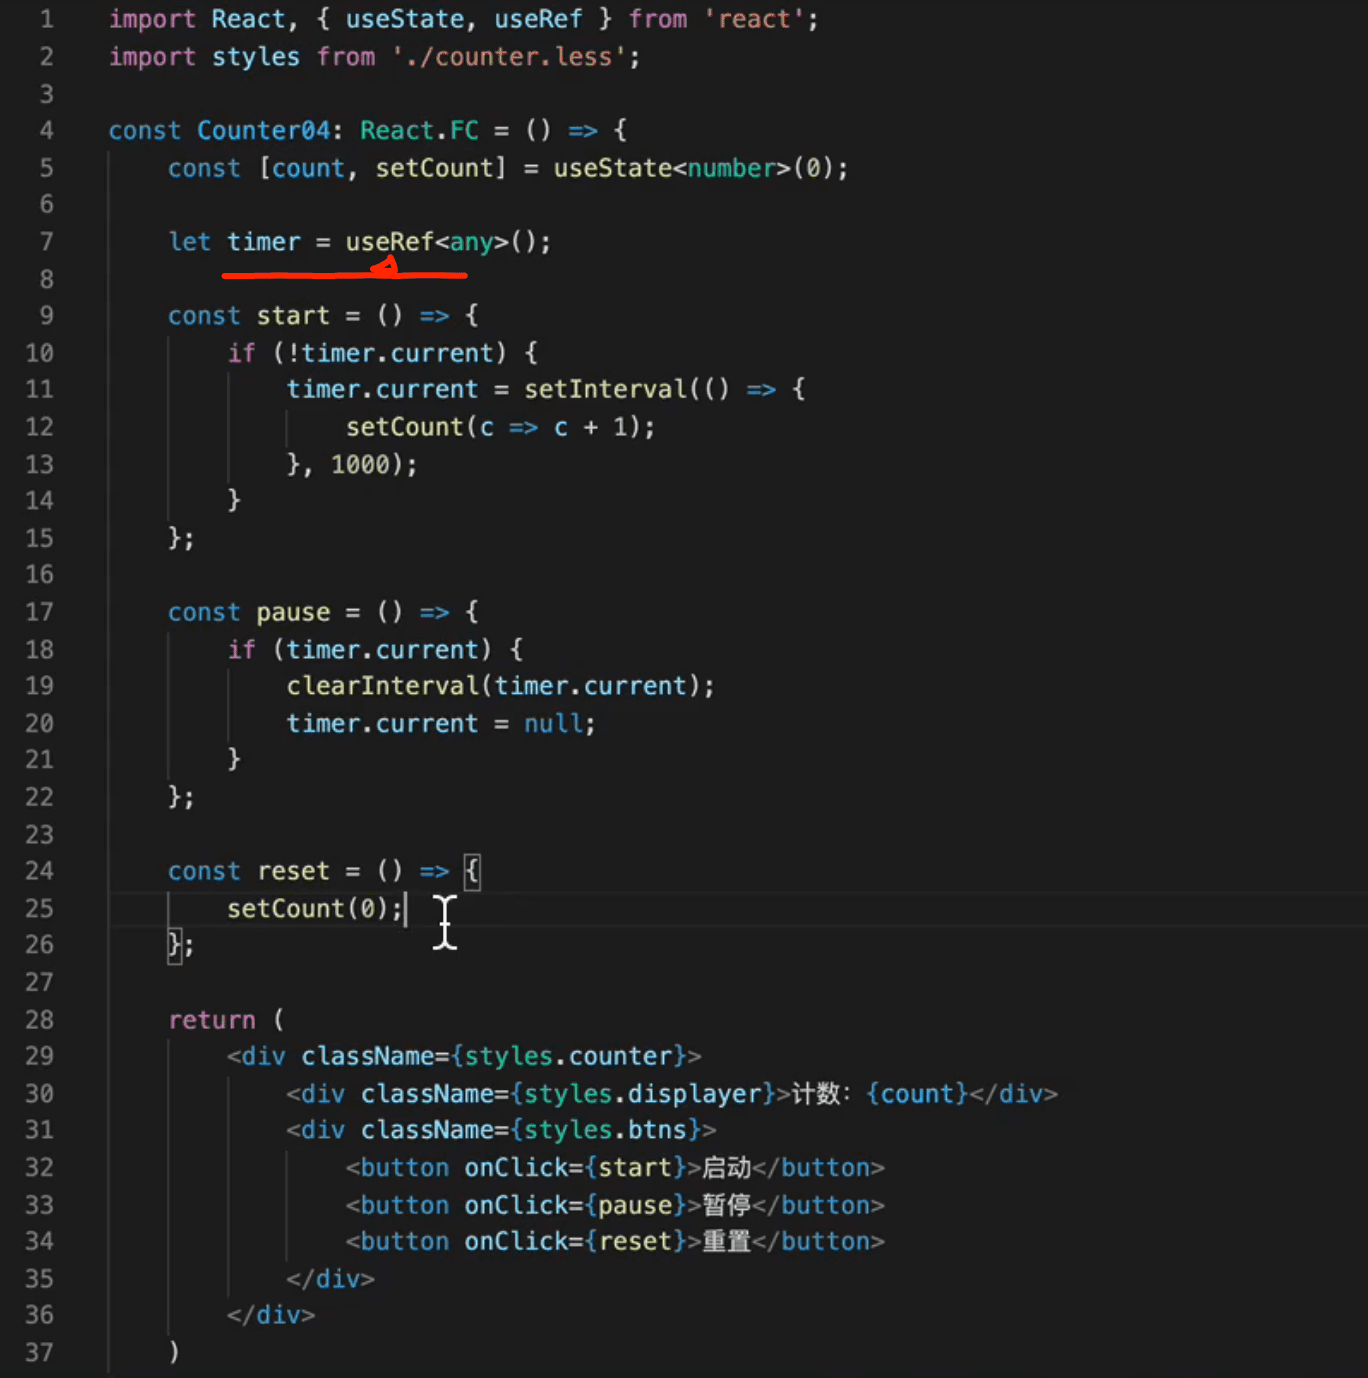 1 import React, { useState, useRef } from 'react';
2 import styles from './counter.less';
3
4 const Counter04: React.FC = () => {
5 const [count, setCount] = useState<number>(0);
6
7 let timer = useRef<any>();
8
9 const start = () => {
10 if (!timer.current) {
11 timer.current = setInterval(() => {
12 setCount(c => c + 1);
13 }, 1000);
14 }
15 };
16
17 const pause = () => {
18 if (timer.current) {
19 clearInterval(timer.current);
20 timer.current = null;
21 }
22 };
23
24 const reset = () => {
25 setCount(0);
26 };
27
28 return (
29 <div className={styles.counter}>
30 <div className={styles.displayer}>计数：{count}</div>
31 <div className={styles.btns}>
32 <button onClick={start}>启动</button>
33 <button onClick={pause}>暂停</button>
34 <button onClick={reset}>重置</button>
35 </div>
36 </div>
37 )